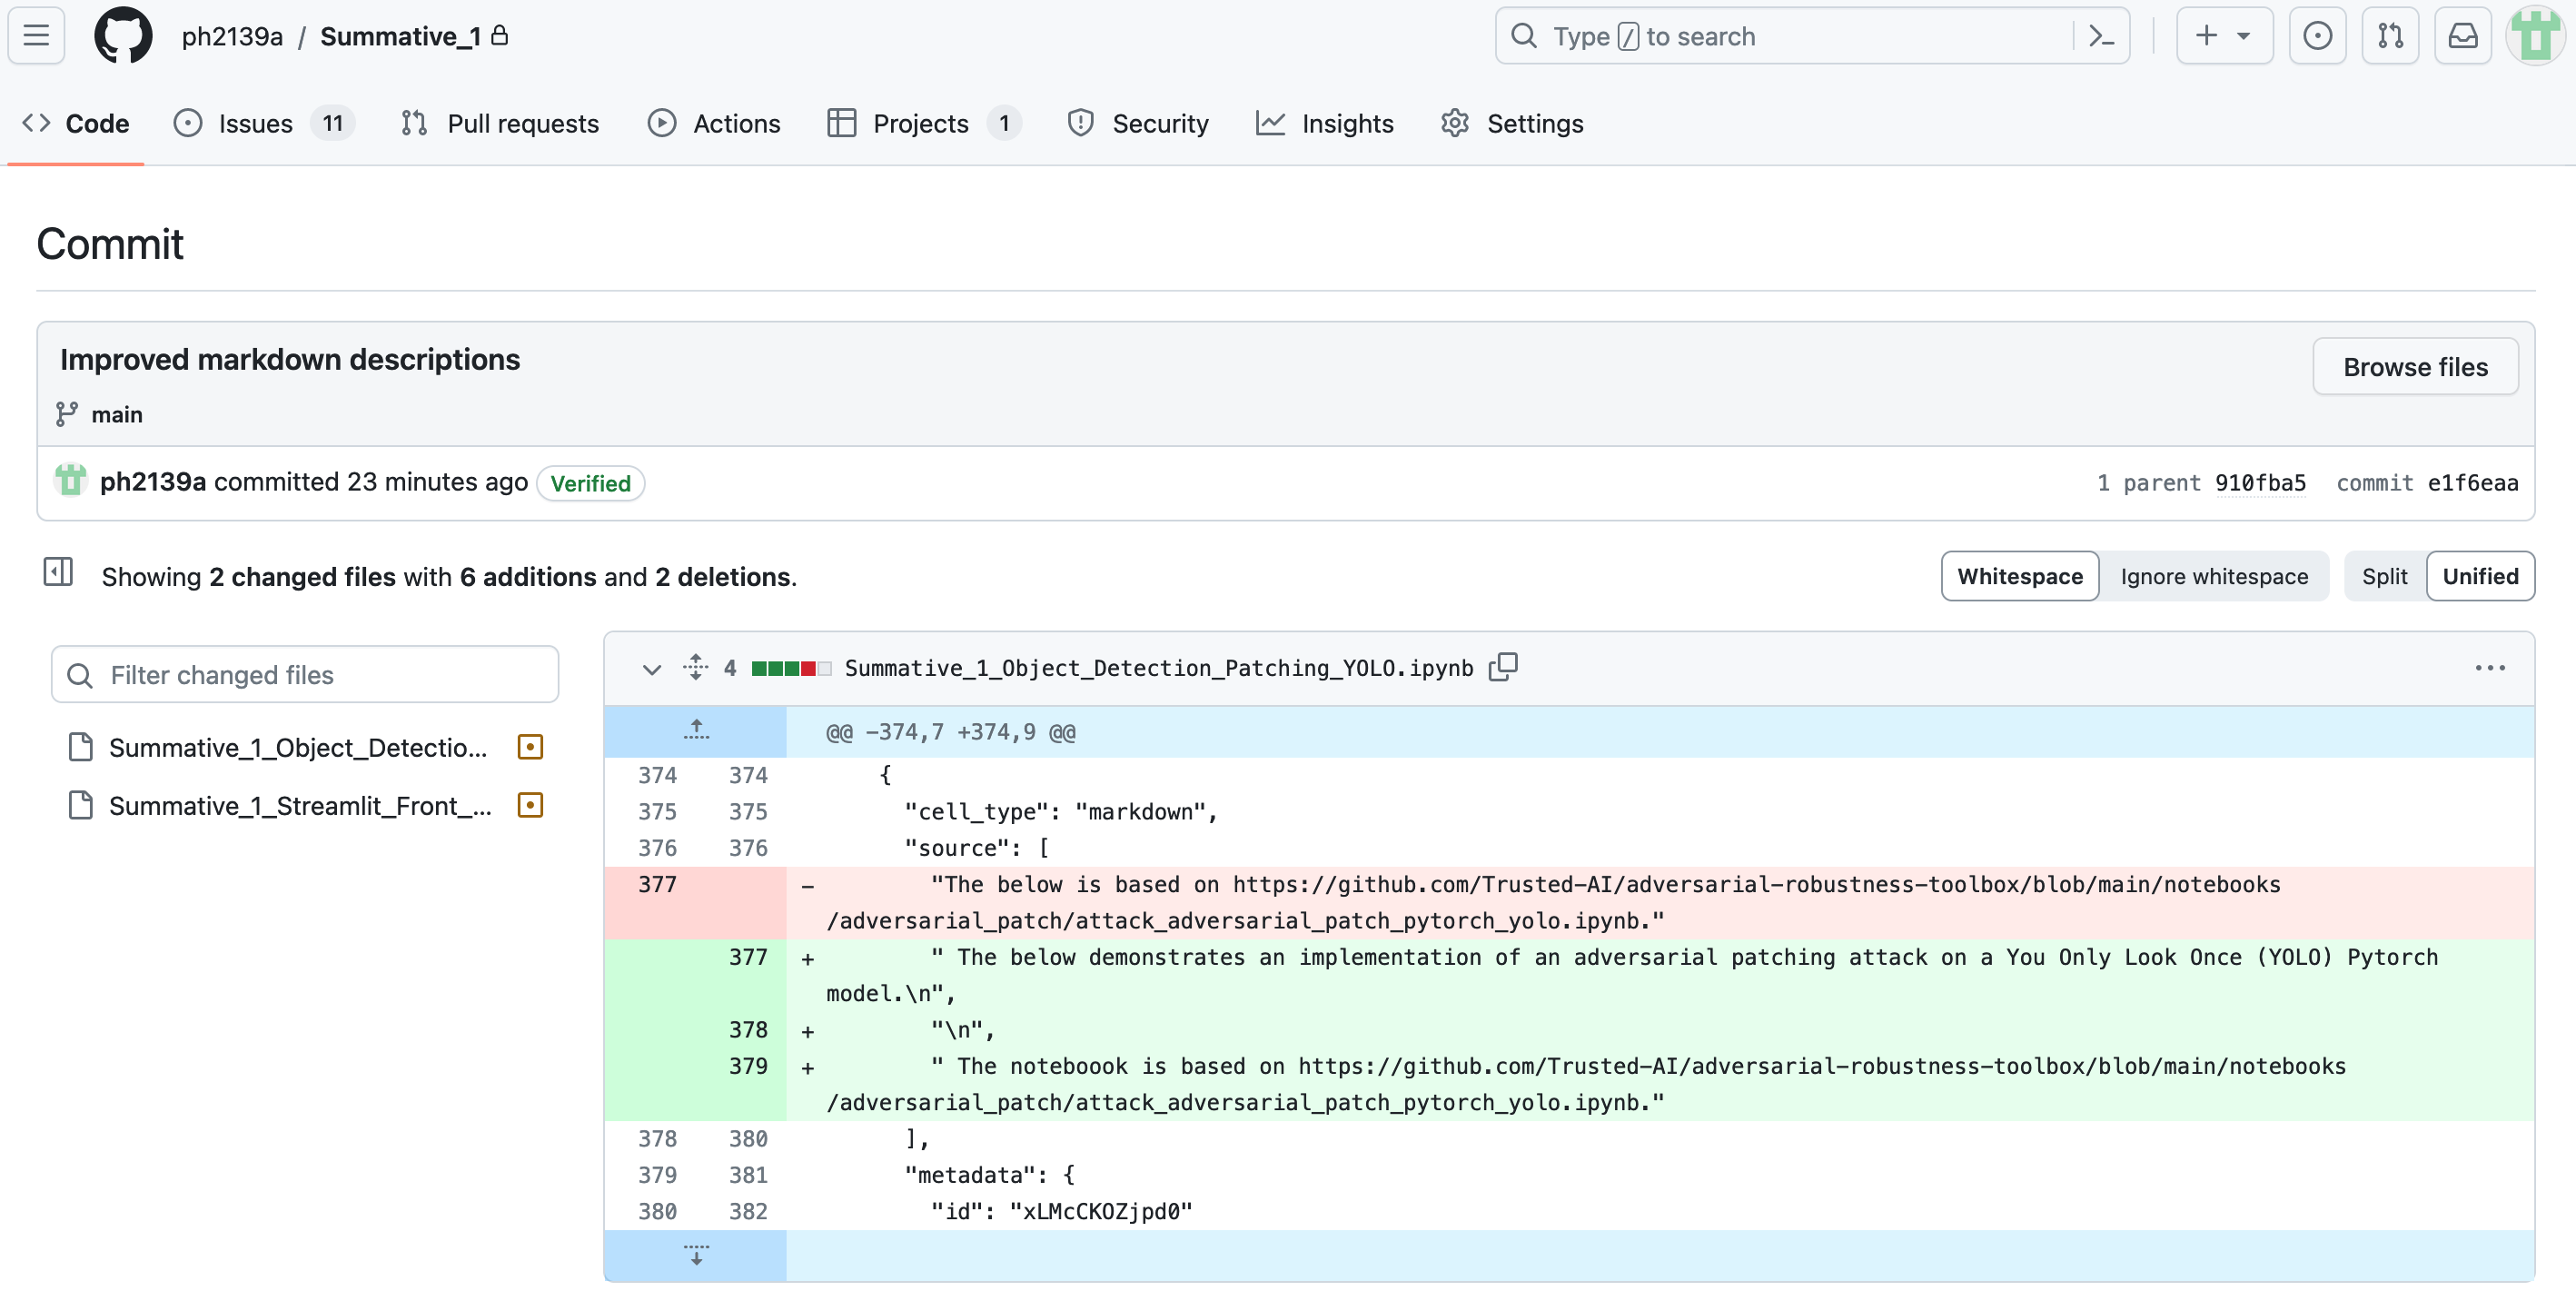 ph2139a / Summative_1
Type / to search
Code
Issues 11
Pull requests
Actions
Projects 1
Security
Insights
Settings
Commit
Improved markdown descriptions
Browse files
main
ph2139a committed 23 minutes ago Verified
1 parent 910fba5 commit e1f6eaa
Showing 2 changed files with 6 additions and 2 deletions.
Whitespace Ignore whitespace
Split Unified
Filter changed files
Summative_1_Object_Detectio...
Summative_1_Streamlit_Front_...
4 Summative_1_Object_Detection_Patching_YOLO.ipynb
@@ -374,7 +374,9 @@
374 374 {
375 375 "cell_type": "markdown",
376 376 "source": [
377 - "The below is based on https://github.com/Trusted-AI/adversarial-robustness-toolbox/blob/main/notebooks
/adversarial_patch/attack_adversarial_patch_pytorch_yolo.ipynb."
377 + " The below demonstrates an implementation of an adversarial patching attack on a You Only Look Once (YOLO) Pytorch
model.\n",
378 + "\n",
379 + " The noteboook is based on https://github.com/Trusted-AI/adversarial-robustness-toolbox/blob/main/notebooks
/adversarial_patch/attack_adversarial_patch_pytorch_yolo.ipynb."
378 380 ],
379 381 "metadata": {
380 382 "id": "xLMcCKOZjpd0"